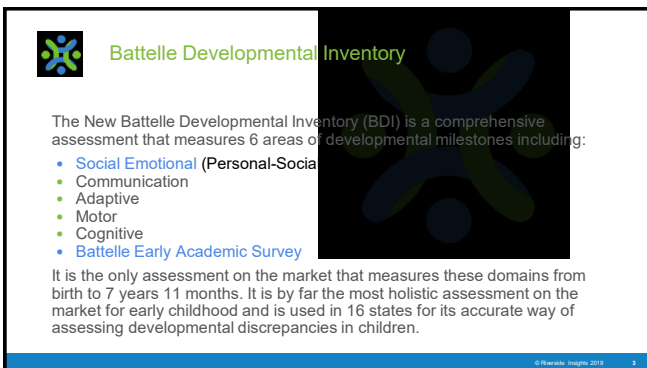 Battelle Developmental Inventory
The New Battelle Developmental Inventory (BDI) is a comprehensive
assessment that measures 6 areas of developmental milestones including:
• Social Emotional (Personal-Socia
• Communication
• Adaptive
• Motor
• Cognitive
• Battelle Early Academic Survey
It is the only assessment on the market that measures these domains from
birth to 7 years 11 months. It is by far the most holistic assessment on the
market for early childhood and is used in 16 states for its accurate way of
assessing developmental discrepancies in children.
© Riverside Insights 2019 3